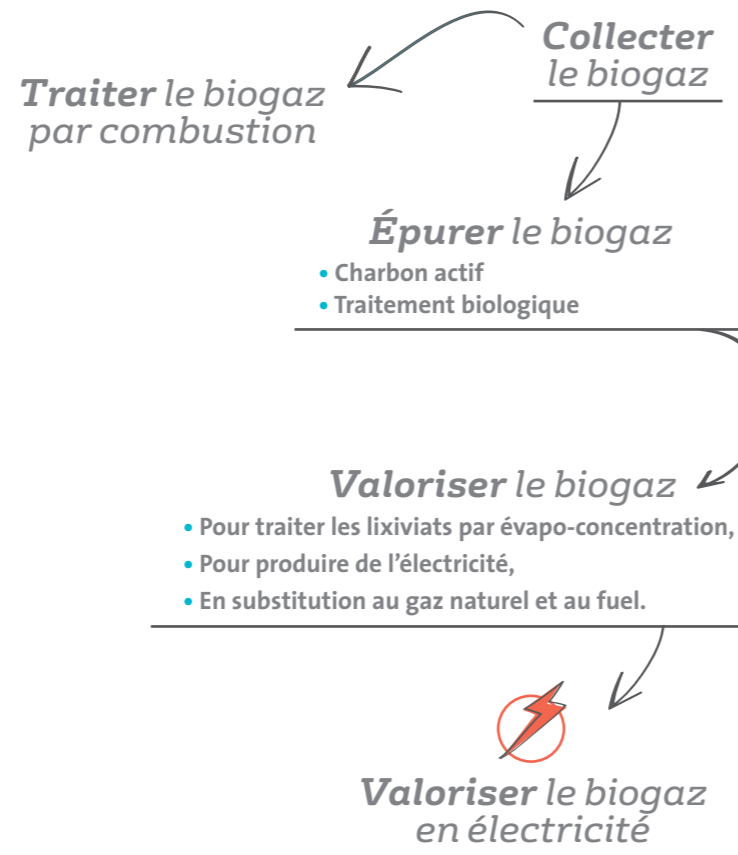 Collecter
le biogaz
Traiter le biogaz
par combustion
Épurer le biogaz
• Charbon actif
• Traitement biologique
Valoriser le biogaz
• Pour traiter les lixiviats par évapo-concentration,
• Pour produire de l’électricité,
• En substitution au gaz naturel et au fuel.
Valoriser le biogaz
en électricité